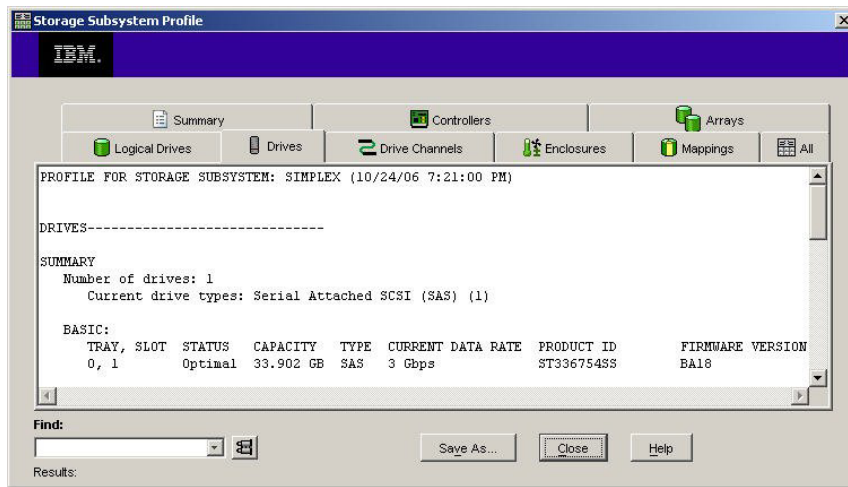 Storage Subsystem Profile
IBM.
Summary Controllers Arrays
Logical Drives Drives Drive Channels Enclosures Mappings All
PROFILE FOR STORAGE SUBSYSTEM: SIMPLEX (10/24/06 7:21:00 PM)
DRIVES------------------------------
SUMMARY
Number of drives: 1
Current drive types: Serial Attached SCSI (SAS) (1)
BASIC:
TRAY, SLOT STATUS CAPACITY TYPE CURRENT DATA RATE PRODUCT ID FIRMWARE VERSION
0, 1 Optimal 33.902 GB SAS 3 Gbps ST336754SS BA18
Find:
Save As... Close Help
Results: